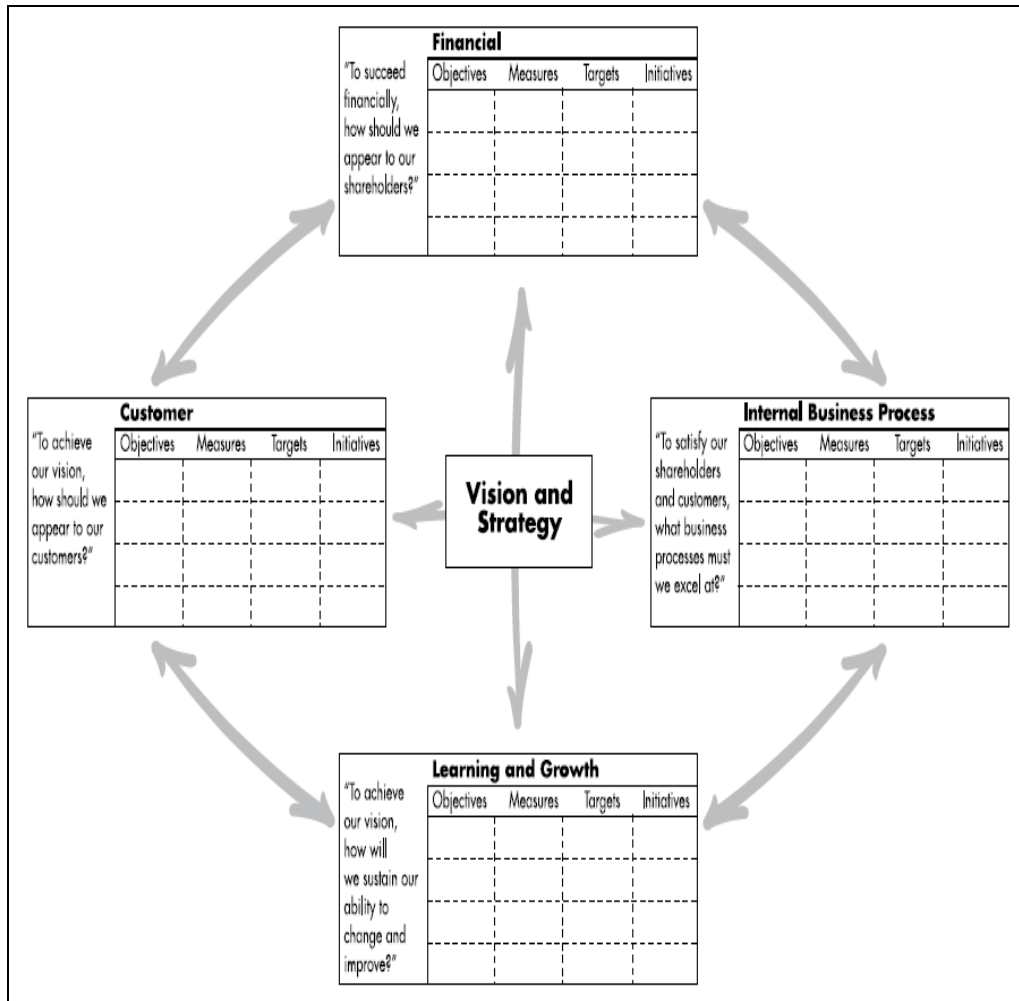 Financial
"To succeed
financially,
how should we
appear to our
shareholders?"
Objectives Measures Targets Initiatives
Customer
"To achieve
our vision,
how should we
appear to our
customers?"
Objectives Measures Targets Initiatives
Vision and
Strategy
Internal Business Process
"To satisfy our
shareholders
and customers,
what business
processes must
we excel at?"
Objectives Measures Targets Initiatives
Learning and Growth
"To achieve
our vision,
how will
we sustain our
ability to
change and
improve?"
Objectives Measures Targets Initiatives